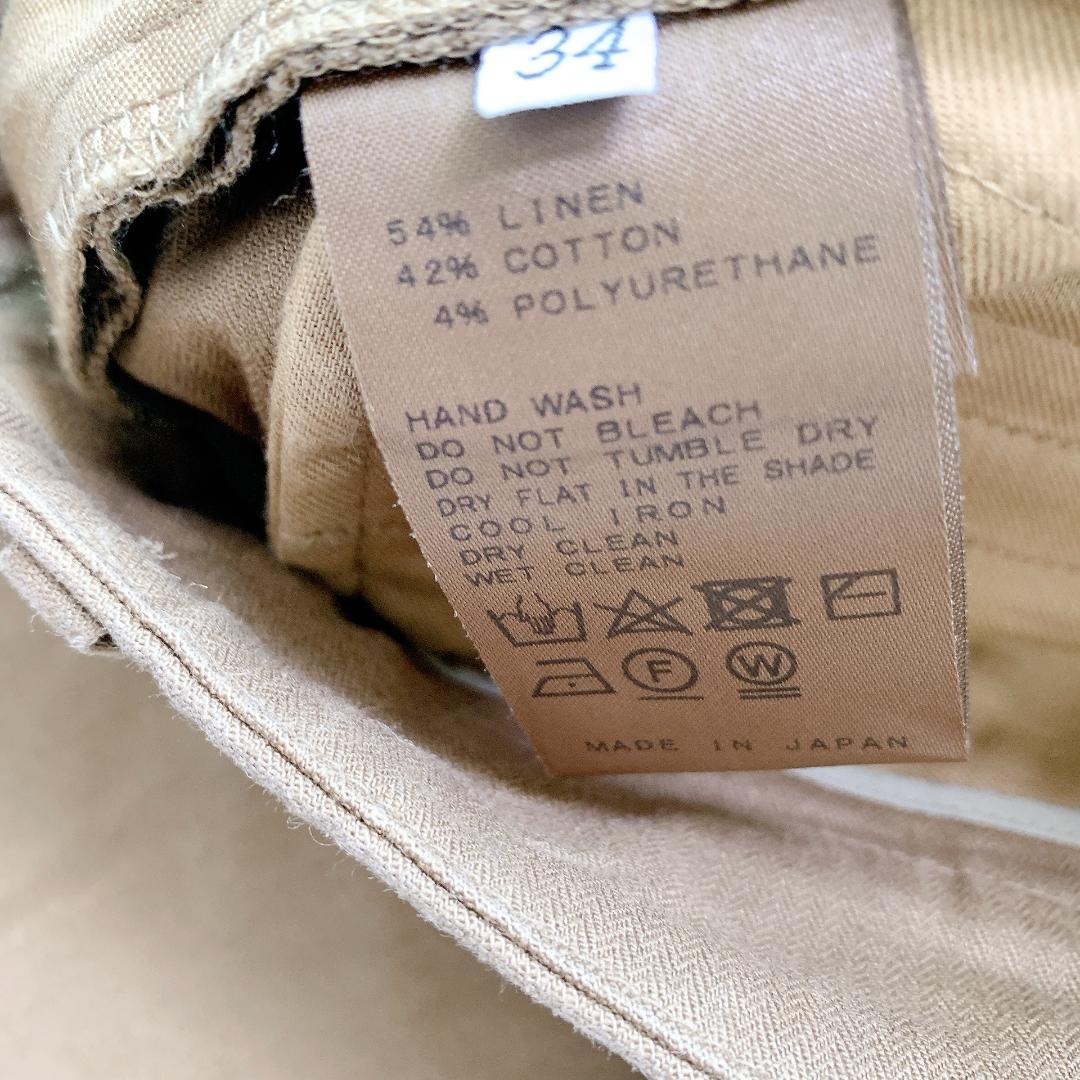 34
54% LINEN
42% COTTON
4% POLYURETHANE
HAND WASH
DO NOT BLEACH
DO NOT TUMBLE DRY
DRY FLAT IN THE SHADE
COOL IRON
DRY CLEAN
WET CLEAN
F W
MADE IN JAPAN